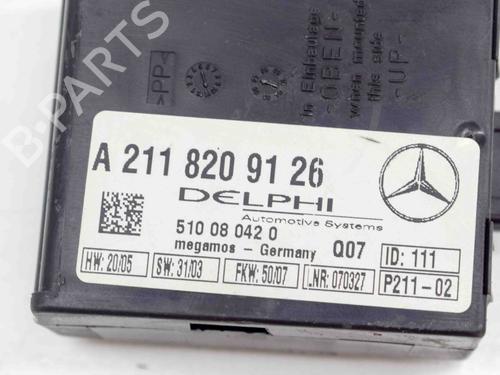 >PP<
in Einbaulage
-OBEN-
when mounted
this side
-UP-
B-PARTS
A 211 820 91 26
DELPHI
Automotive Systems
510 08 042 0
megamos - Germany
Q07
ID: 111
HW: 20/05
SW: 31/03
FKW: 50/07
LNR: 070327
P211-02